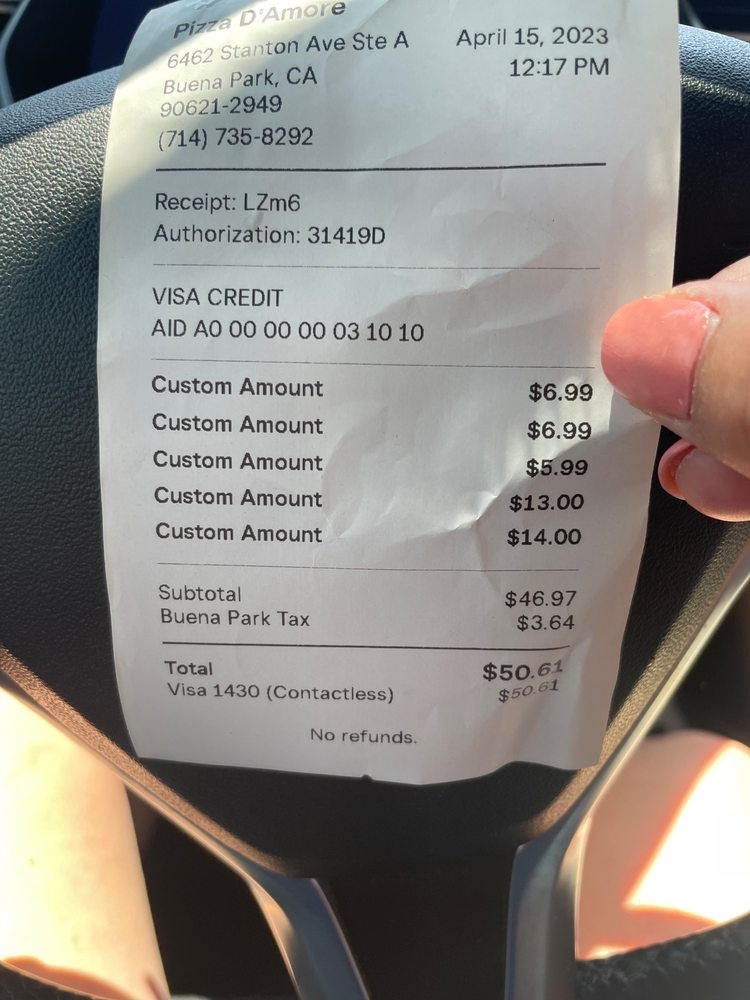 Pizza D'Amore
6462 Stanton Ave Ste A April 15, 2023
Buena Park, CA 12:17 PM
90621-2949
(714) 735-8292
Receipt: LZm6
Authorization: 31419D
VISA CREDIT
AID A0 00 00 00 03 10 10
Custom Amount $6.99
Custom Amount $6.99
Custom Amount $5.99
Custom Amount $13.00
Custom Amount $14.00
Subtotal $46.97
Buena Park Tax $3.64
Total $50.61
Visa 1430 (Contactless) $50.61
No refunds.